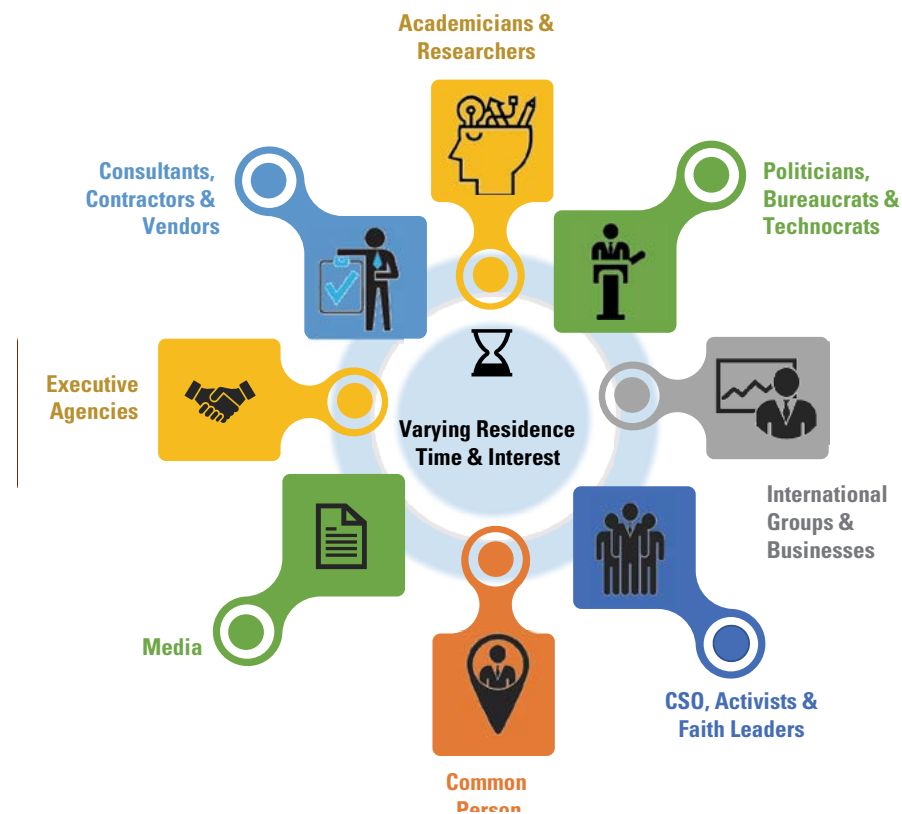 Academicians &
Researchers
Consultants,
Contractors &
Vendors
Politicians,
Bureaucrats &
Technocrats
Executive
Agencies
Varying Residence
Time & Interest
International
Groups &
Businesses
Media
CSO, Activists &
Faith Leaders
Common
Person